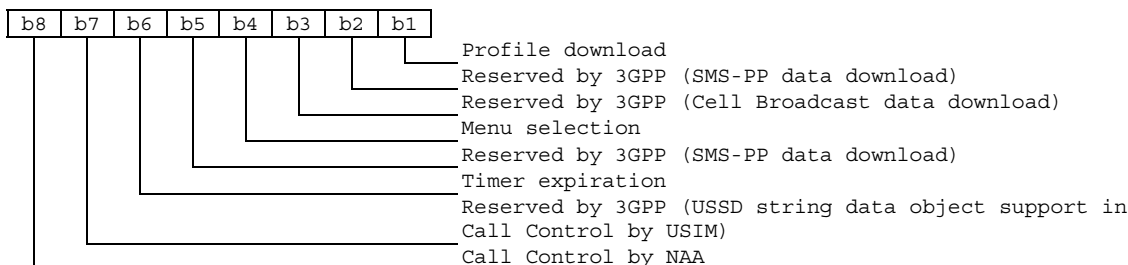 b8 b7 b6 b5 b4 b3 b2 b1
Profile download
Reserved by 3GPP (SMS-PP data download)
Reserved by 3GPP (Cell Broadcast data download)
Menu selection
Reserved by 3GPP (SMS-PP data download)
Timer expiration
Reserved by 3GPP (USSD string data object support in
Call Control by USIM)
Call Control by NAA